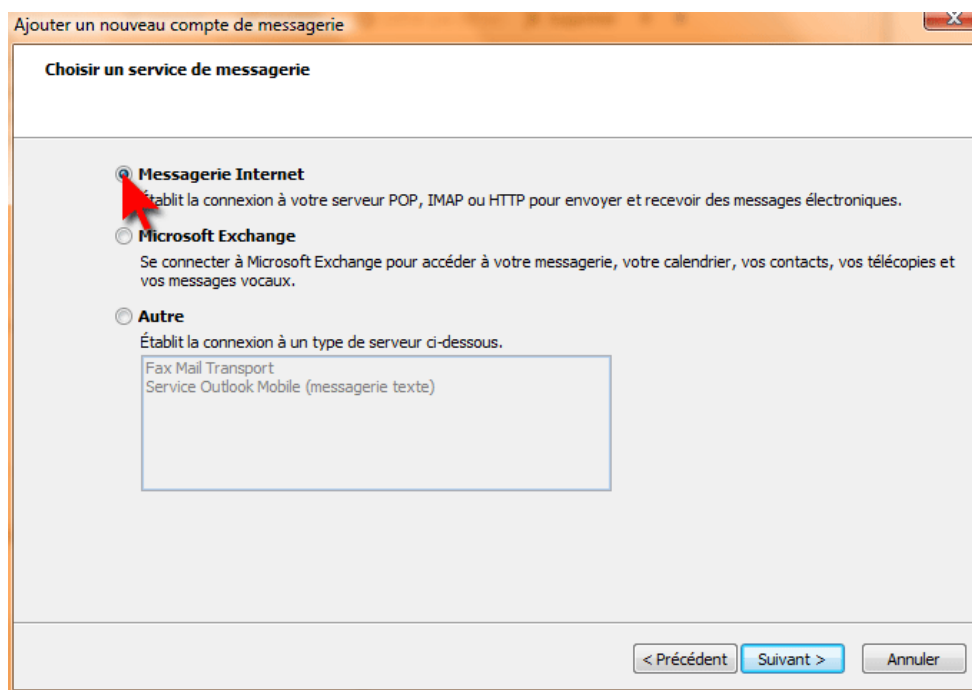 Ajouter un nouveau compte de messagerie
Choisir un service de messagerie
Messagerie Internet
Établit la connexion à votre serveur POP, IMAP ou HTTP pour envoyer et recevoir des messages électroniques.
Microsoft Exchange
Se connecter à Microsoft Exchange pour accéder à votre messagerie, votre calendrier, vos contacts, vos télécopies et
vos messages vocaux.
Autre
Établit la connexion à un type de serveur ci-dessous.
Fax Mail Transport
Service Outlook Mobile (messagerie texte)
< Précédent Suivant > Annuler